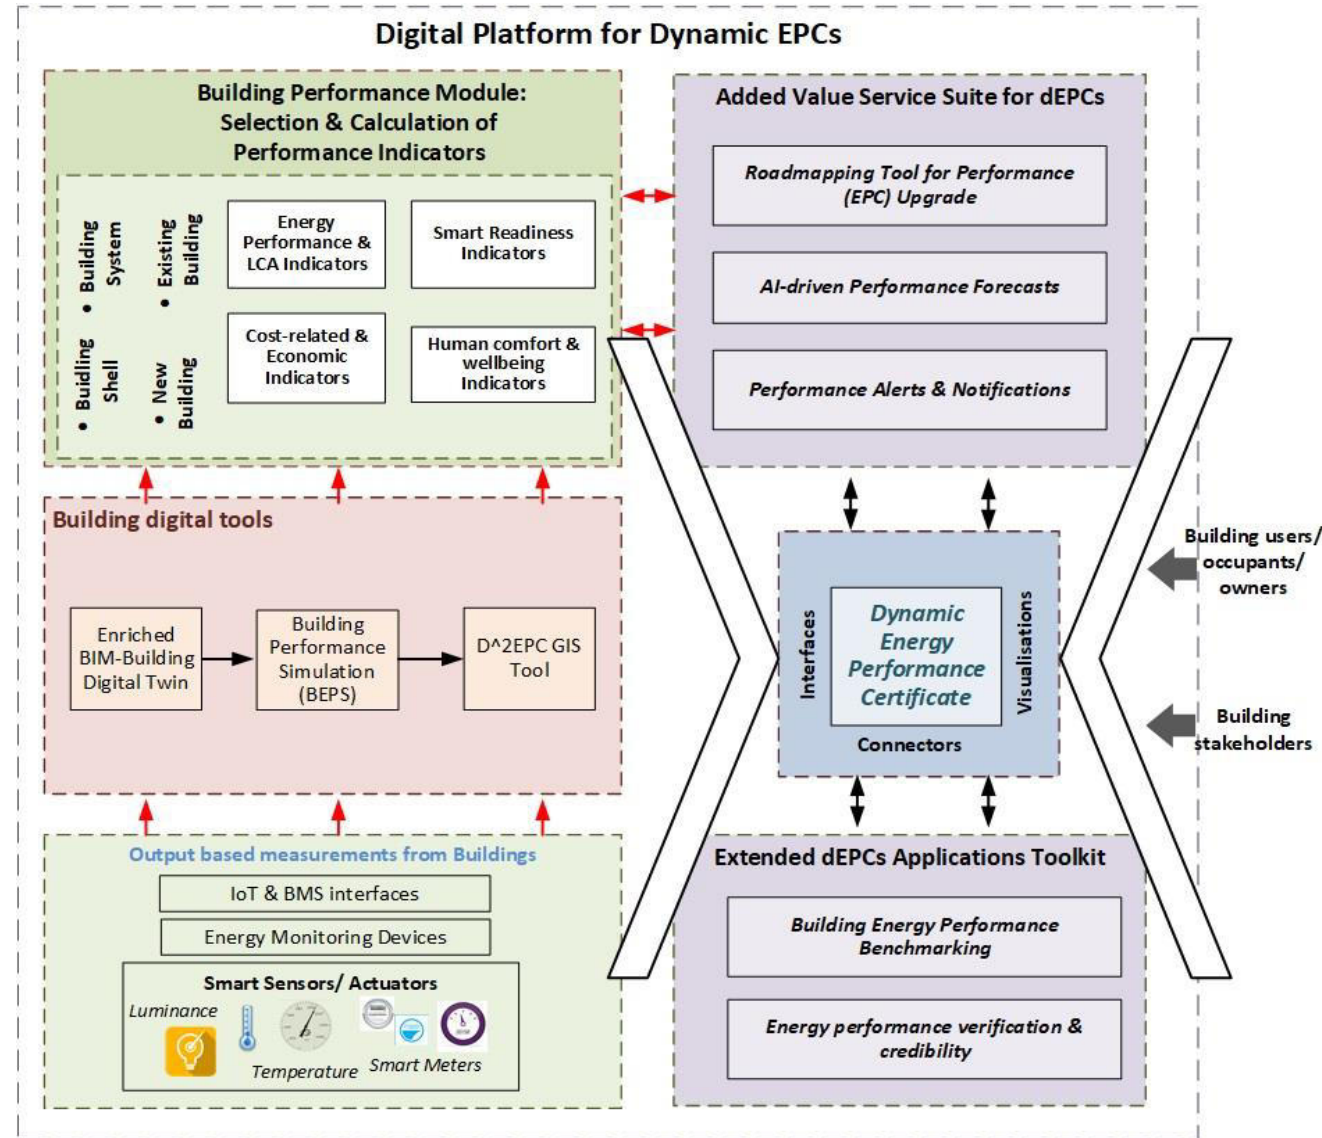 Digital Platform for Dynamic EPCs
Building Performance Module:
Selection & Calculation of
Performance Indicators
• Building
System
• Existing
Building
• Buidling
Shell
• New
Building
Energy
Performance &
LCA Indicators
Smart Readiness
Indicators
Cost-related &
Economic
Indicators
Human comfort &
wellbeing
Indicators
Added Value Service Suite for dEPCs
Roadmapping Tool for Performance
(EPC) Upgrade
AI-driven Performance Forecasts
Performance Alerts & Notifications
Building digital tools
Enriched
BIM-Building
Digital Twin
Building
Performance
Simulation
(BEPS)
D^2EPC GIS
Tool
Interfaces
Dynamic
Energy
Performance
Certificate
Visualisations
Connectors
Building users/
occupants/
owners
Building
stakeholders
Output based measurements from Buildings
IoT & BMS interfaces
Energy Monitoring Devices
Smart Sensors/ Actuators
Luminance
Temperature
Smart Meters
Extended dEPCs Applications Toolkit
Building Energy Performance
Benchmarking
Energy performance verification &
credibility